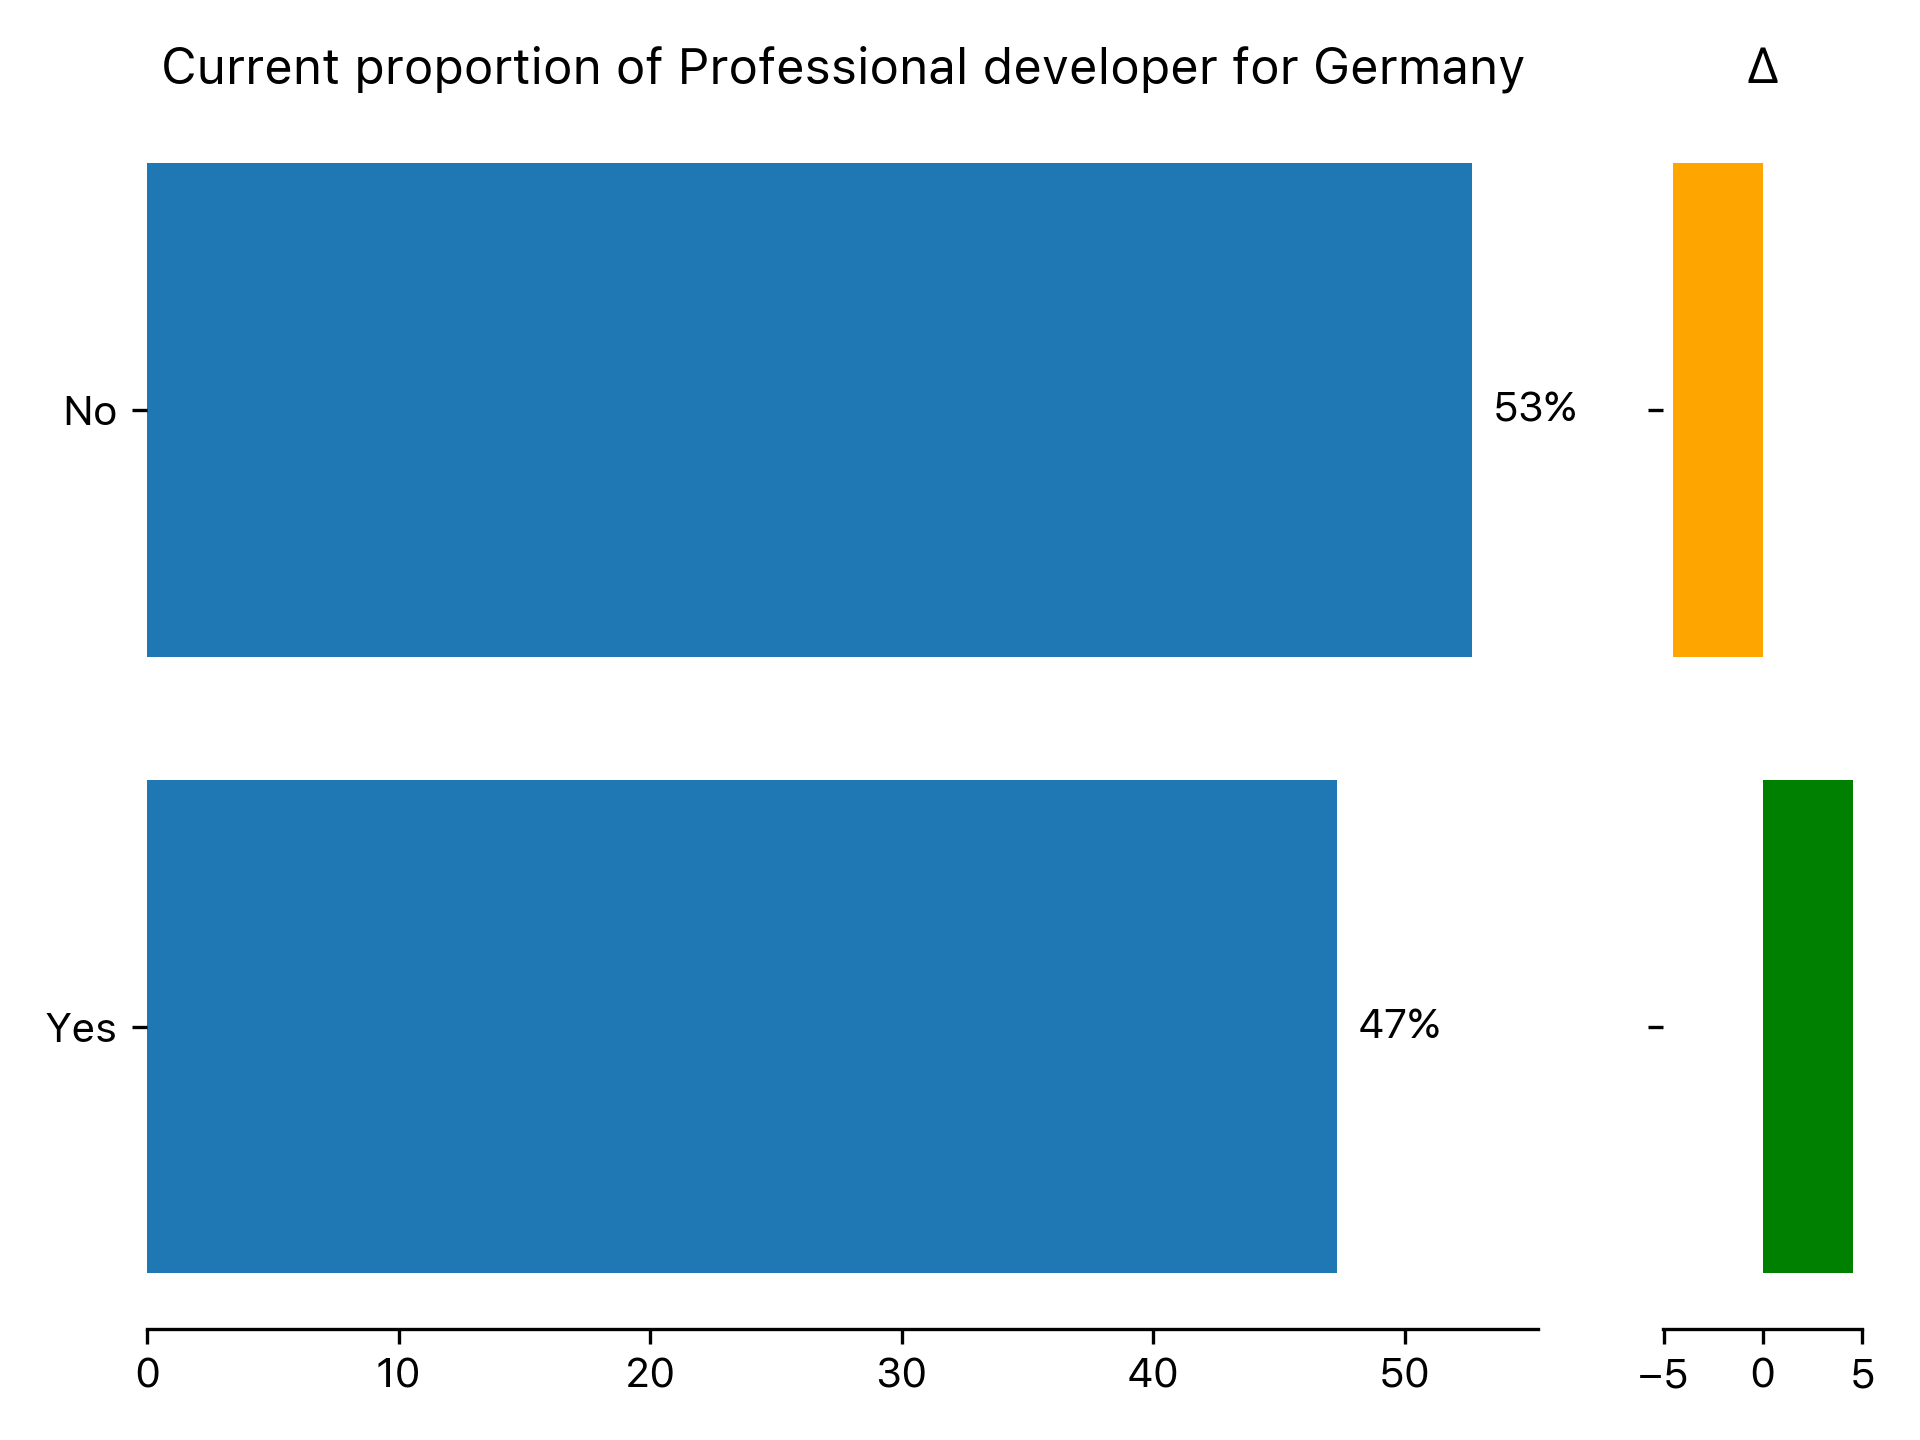 Current proportion of Professional developer for Germany
Δ
No
53%
Yes
47%
0 10 20 30 40 50
−5 0 5